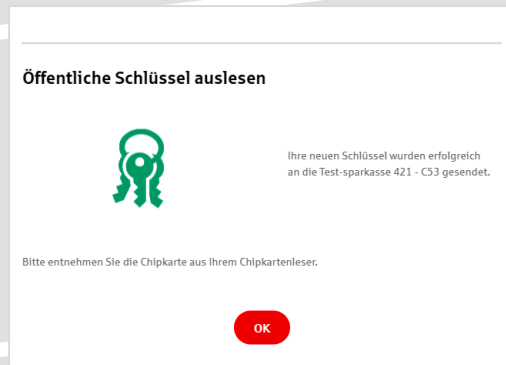 Öffentliche Schlüssel auslesen
Ihre neuen Schlüssel wurden erfolgreich
an die Test-sparkasse 421 - C53 gesendet.
Bitte entnehmen Sie die Chipkarte aus Ihrem Chipkartenleser.
OK